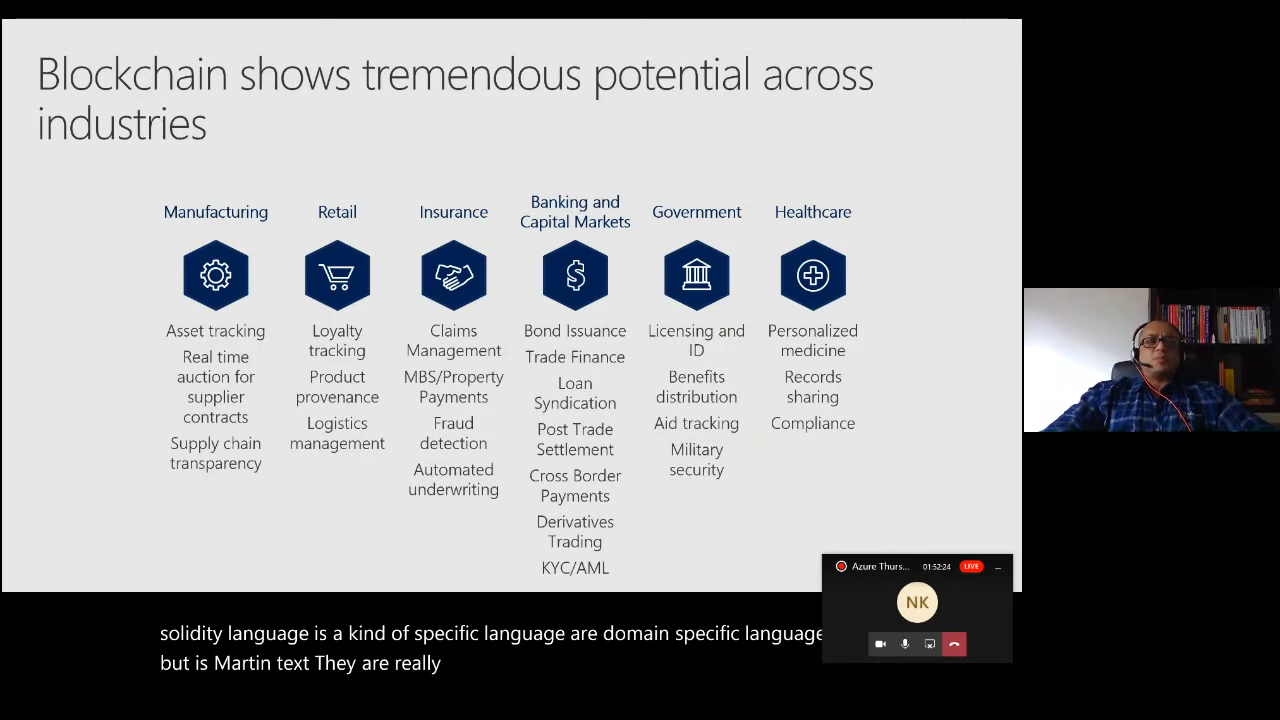 Blockchain shows tremendous potential across
industries
Manufacturing
Asset tracking
Real time
auction for
supplier
contracts
Supply chain
transparency
Retail
Loyalty
tracking
Product
provenance
Logistics
management
Insurance
Claims
Management
MBS/Property
Payments
Fraud
detection
Automated
underwriting
Banking and
Capital Markets
$
Bond Issuance
Trade Finance
Loan
Syndication
Post Trade
Settlement
Cross Border
Payments
Derivatives
Trading
KYC/AML
Government
Licensing and
ID
Benefits
distribution
Aid tracking
Military
security
Healthcare
Personalized
medicine
Records
sharing
Compliance
Azure Thurs... 01:52:24 LIVE
NK
solidity language is a kind of specific language are domain specific language
but is Martin text They are really